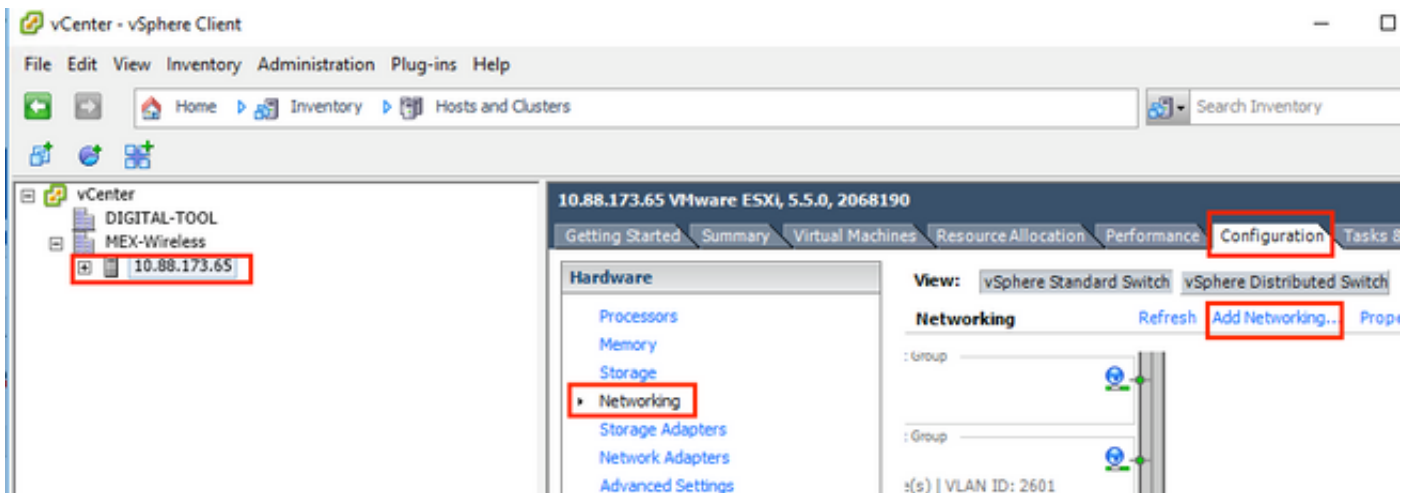 vCenter - vSphere Client
File Edit View Inventory Administration Plug-ins Help
Home Inventory Hosts and Clusters
Search Inventory
vCenter
DIGITAL-TOOL
MEX-Wireless
10.88.173.65
10.88.173.65 VMware ESXi, 5.5.0, 2068190
Getting Started Summary Virtual Machines Resource Allocation Performance Configuration Tasks &
Hardware
Processors
Memory
Storage
Networking
Storage Adapters
Network Adapters
Advanced Settings
View: vSphere Standard Switch vSphere Distributed Switch
Networking Refresh Add Networking... Prope
: Group
: Group
e(s) | VLAN ID: 2601